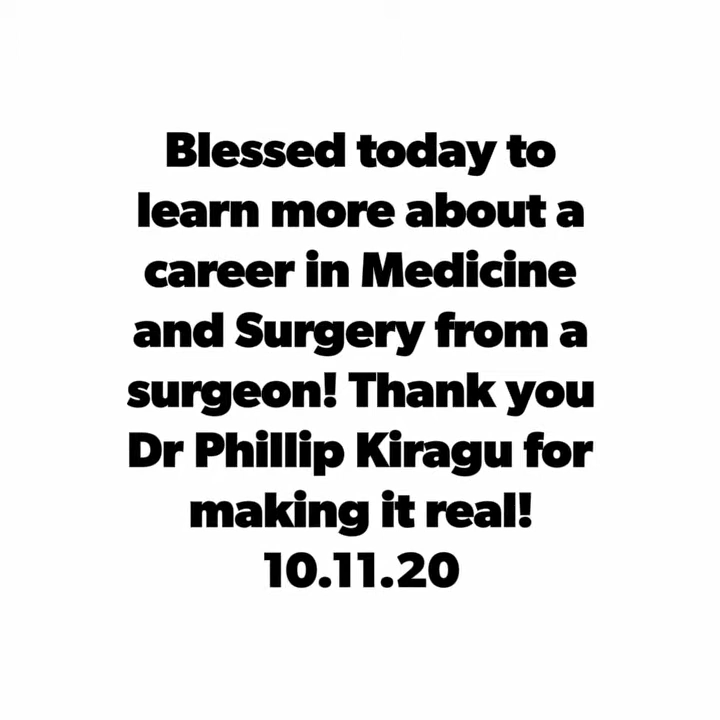 Blessed today to
learn more about a
career in Medicine
and Surgery from a
surgeon! Thank you
Dr Phillip Kiragu for
making it real!
10.11.20